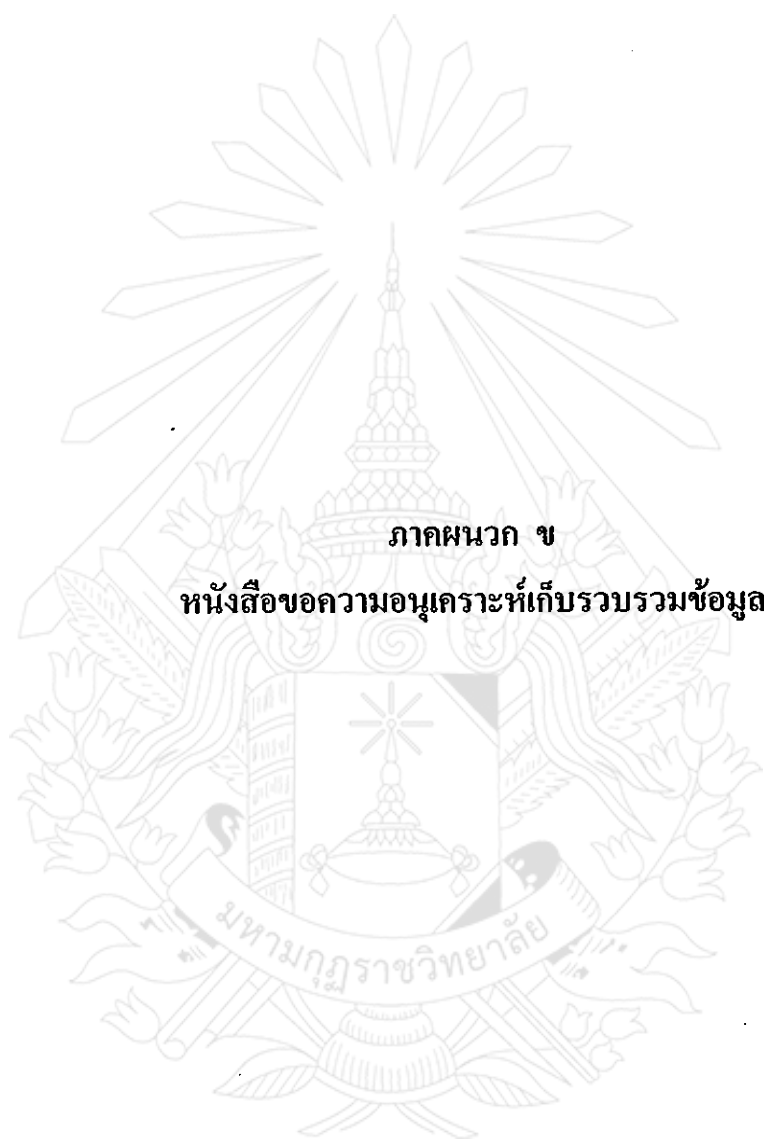 ภาคผนวก ข
หนังสือขอความอนุเคราะห์เก็บรวบรวมข้อมูล
มหามกุฏราชวิทยาลัย